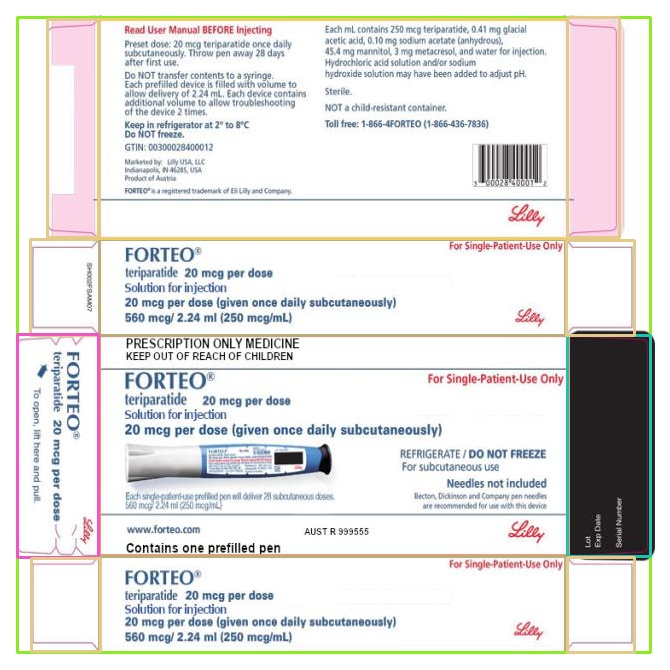 Read User Manual BEFORE Injecting
Preset dose: 20 mcg teriparatide once daily
subcutaneously. Throw pen away 28 days
after first use.
Do NOT transfer contents to a syringe.
Each prefilled device is filled with volume to
allow delivery of 2.24 mL. Each device contains
additional volume to allow troubleshooting
of the device 2 times.
Keep in refrigerator at 2° to 8°C
Do NOT freeze.
GTIN: 00300028400012
Marketed by: Lilly USA, LLC
Indianapolis, IN 46285, USA
Product of Austria
FORTEO® is a registered trademark of Eli Lilly and Company.
Each mL contains 250 mcg teriparatide, 0.41 mg glacial
acetic acid, 0.10 mg sodium acetate (anhydrous),
45.4 mg mannitol, 3 mg metacresol, and water for injection.
Hydrochloric acid solution and/or sodium
hydroxide solution may have been added to adjust pH.
Sterile.
NOT a child-resistant container.
Toll free: 1-866-4FORTEO (1-866-436-7836)
3 00028 40001 2
Lilly
SH002FSAM07
For Single-Patient-Use Only
FORTEO®
teriparatide 20 mcg per dose
Solution for injection
20 mcg per dose (given once daily subcutaneously)
560 mcg/ 2.24 ml (250 mcg/mL)
Lilly
FORTEO®
teriparatide 20 mcg per dose
To open, lift here and pull.
Lilly
PRESCRIPTION ONLY MEDICINE
KEEP OUT OF REACH OF CHILDREN
FORTEO®
For Single-Patient-Use Only
teriparatide 20 mcg per dose
Solution for injection
20 mcg per dose (given once daily subcutaneously)
FORTEO®
REFRIGERATE / DO NOT FREEZE
For subcutaneous use
Needles not included
Becton, Dickinson and Company pen needles
are recommended for use with this device
Each single-patient-use prefilled pen will deliver 28 subcutaneous doses.
560 mcg/ 2.24 ml (250 mcg/mL)
www.forteo.com
AUST R 999555
Lilly
Contains one prefilled pen
Lot
Exp Date
Serial Number
For Single-Patient-Use Only
FORTEO®
teriparatide 20 mcg per dose
Solution for injection
20 mcg per dose (given once daily subcutaneously)
560 mcg/ 2.24 ml (250 mcg/mL)
Lilly